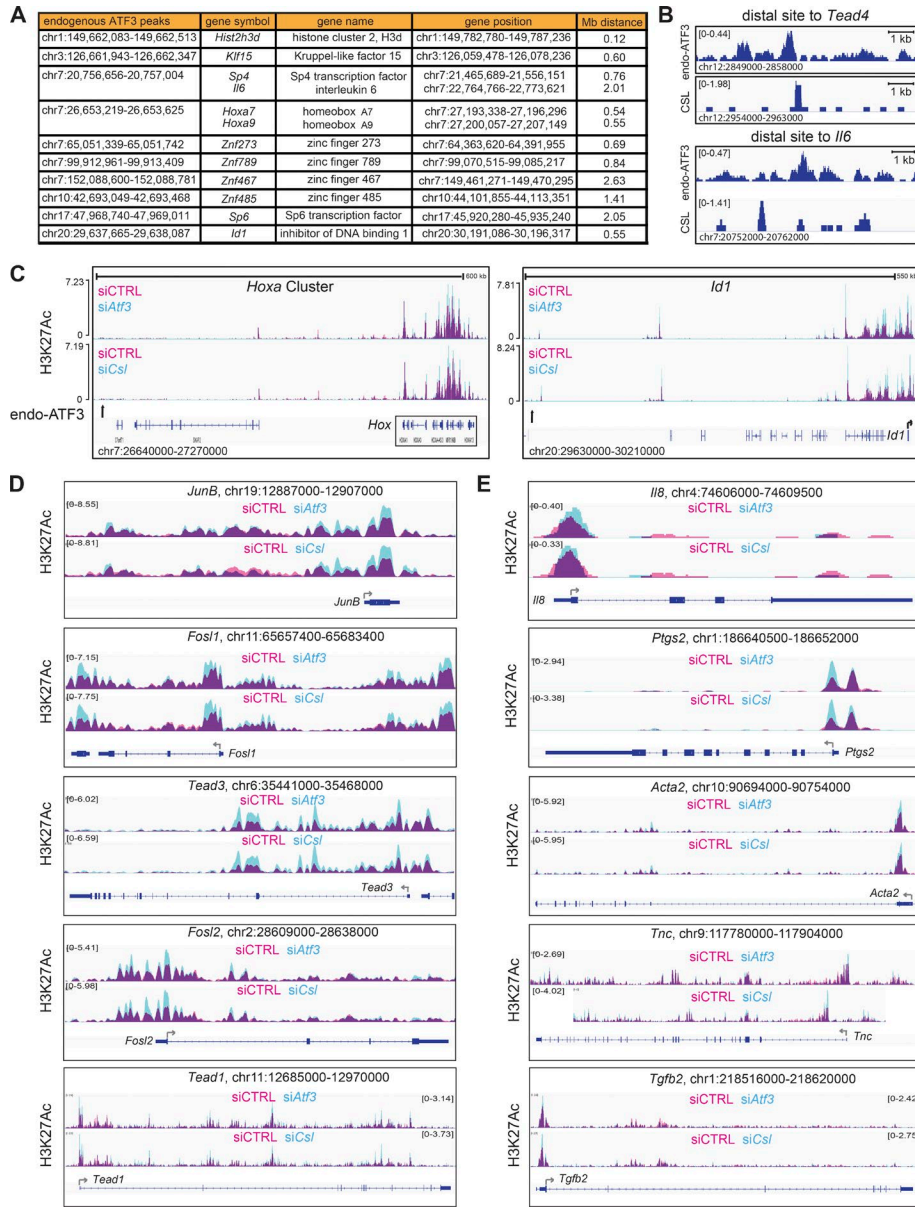 A
endogenous ATF3 peaks gene symbol gene name gene position Mb distance
chr1:149,662,083-149,662,513 Hist2h3d histone cluster 2, H3d chr1:149,782,780-149,787,236 0.12
chr3:126,661,943-126,662,347 Klf15 Kruppel-like factor 15 chr3:126,059,478-126,078,236 0.60
chr7:20,756,656-20,757,004 Sp4 Sp4 transcription factor chr7:21,465,689-21,556,151 0.76
Il6 interleukin 6 chr7:22,764,766-22,773,621 2.01
chr7:26,653,219-26,653,625 Hoxa7 homeobox A7 chr7:27,193,338-27,196,296 0.54
Hoxa9 homeobox A9 chr7:27,200,057-27,207,149 0.55
chr7:65,051,339-65,051,742 Znf273 zinc finger 273 chr7:64,363,620-64,391,955 0.69
chr7:99,912,961-99,913,409 Znf789 zinc finger 789 chr7:99,070,515-99,085,217 0.84
chr7:152,088,600-152,088,781 Znf467 zinc finger 467 chr7:149,461,271-149,470,295 2.63
chr10:42,693,049-42,693,468 Znf485 zinc finger 485 chr10:44,101,855-44,113,351 1.41
chr17:47,968,740-47,969,011 Sp6 Sp6 transcription factor chr17:45,920,280-45,935,240 2.05
chr20:29,637,665-29,638,087 Id1 inhibitor of DNA binding 1 chr20:30,191,086-30,196,317 0.55
B
distal site to Tead4
endo-ATF3
[0-0.44]
1 kb
chr12:2849000-2858000
CSL
[0-1.98]
1 kb
chr12:2954000-2963000
distal site to Il6
endo-ATF3
[0-0.47]
1 kb
CSL
[0-1.41]
chr7:20752000-20762000
C
H3K27Ac
600 kb
7.23
siCTRL
siAtf3
Hoxa Cluster
0
7.19
siCTRL
siCsl
0
endo-ATF3
Hox
chr7:26640000-27270000
550 kb
7.81
siCTRL
siAtf3
Id1
0
8.24
siCTRL
siCsl
0
Id1
chr20:29630000-30210000
D
JunB, chr19:12887000-12907000
H3K27Ac
[0-8.55]
siCTRL siAtf3
[0-8.81]
siCTRL siCsl
JunB
Fosl1, chr11:65657400-65683400
H3K27Ac
[0-7.15]
siCTRL siAtf3
[0-7.75]
siCTRL siCsl
Fosl1
Tead3, chr6:35441000-35468000
H3K27Ac
[0-6.02]
siCTRL siAtf3
[0-6.59]
siCTRL siCsl
Tead3
Fosl2, chr2:28609000-28638000
H3K27Ac
[0-5.41]
siCTRL siAtf3
[0-5.98]
siCTRL siCsl
Fosl2
Tead1, chr11:12685000-12970000
H3K27Ac
siCTRL siAtf3
[0-3.14]
siCTRL siCsl
[0-3.73]
Tead1
E
Il8, chr4:74606000-74609500
H3K27Ac
[0-0.40]
siCTRL siAtf3
[0-0.33]
siCTRL siCsl
Il8
Ptgs2, chr1:186640500-186652000
H3K27Ac
[0-2.94]
siCTRL siAtf3
[0-3.38]
siCTRL siCsl
Ptgs2
Acta2, chr10:90694000-90754000
H3K27Ac
[0-5.92]
siCTRL siAtf3
[0-5.95]
siCTRL siCsl
Acta2
Tnc, chr9:117780000-117904000
H3K27Ac
[0-2.69]
siCTRL siAtf3
[0-4.02]
siCTRL siCsl
Tnc
Tgfb2, chr1:218516000-218620000
H3K27Ac
siCTRL siAtf3
[0-2.42]
siCTRL siCsl
[0-2.75]
Tgfb2